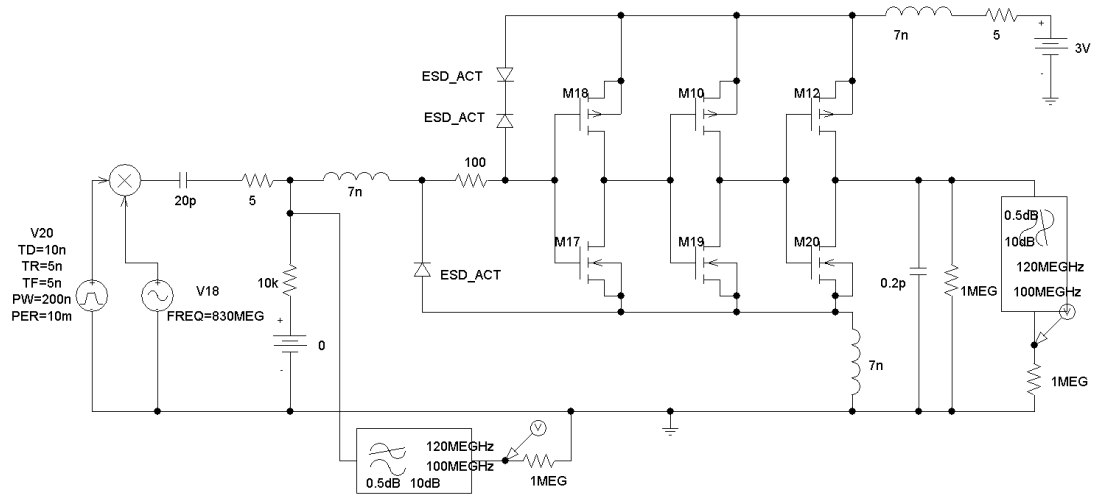 7n
5
+
3V
-
ESD_ACT
M18
M10
M12
ESD_ACT
100
20p
5
7n
V20
TD=10n
TR=5n
TF=5n
PW=200n
PER=10m
V18
FREQ=830MEG
10k
+
0
-
ESD_ACT
M17
M19
M20
0.2p
1MEG
0.5dB
10dB
120MEGHz
100MEGHz
V
1MEG
7n
120MEGHz
100MEGHz
0.5dB 10dB
V
1MEG